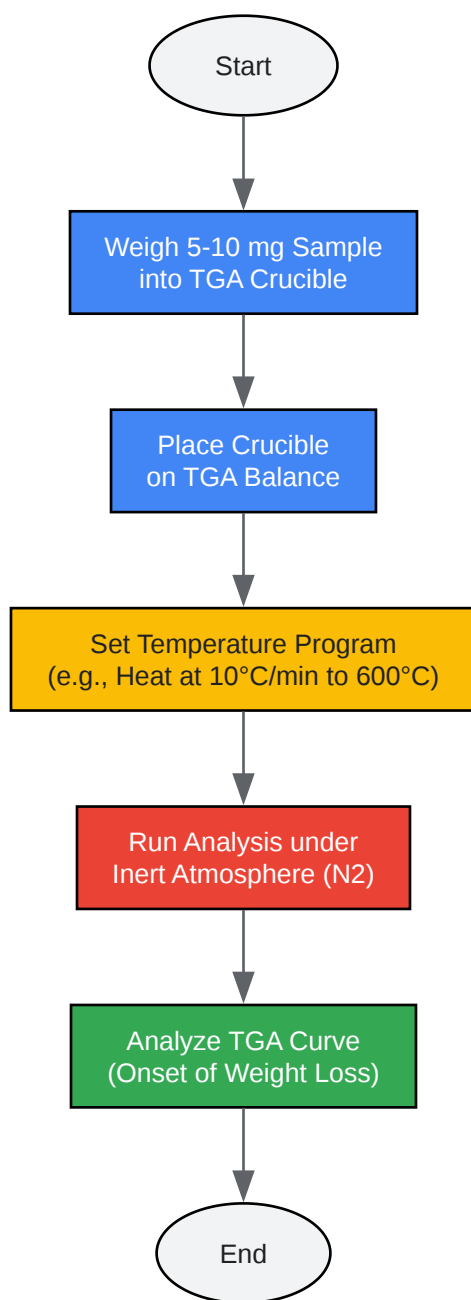 Start
Weigh 5-10 mg Sample
into TGA Crucible
Place Crucible
on TGA Balance
Set Temperature Program
(e.g., Heat at 10°C/min to 600°C)
Run Analysis under
Inert Atmosphere (N2)
Analyze TGA Curve
(Onset of Weight Loss)
End